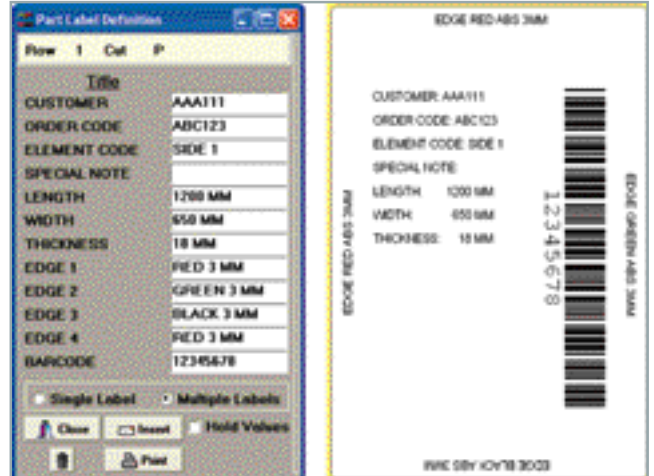 Part Label Definition
Row 1 Cut P
Title
CUSTOMER AAA111
ORDER CODE ABC123
ELEMENT CODE SIDE 1
SPECIAL NOTE
LENGTH 1200 MM
WIDTH 650 MM
THICKNESS 18 MM
EDGE 1 RED 3 MM
EDGE 2 GREEN 3 MM
EDGE 3 BLACK 3 MM
EDGE 4 RED 3 MM
BARCODE 12345678
Single Label Multiple Labels
Close Insert Hold Values
Print
EDGE RED ABS 3MM
CUSTOMER: AAA111
ORDER CODE: ABC123
ELEMENT CODE: SIDE 1
SPECIAL NOTE:
LENGTH: 1200 MM
WIDTH: 650 MM
THICKNESS: 18 MM
EDGE RED ABS 3MM
12345678
EDGE GREEN ABS 3MM
EDGE BLACK ABS 3MM